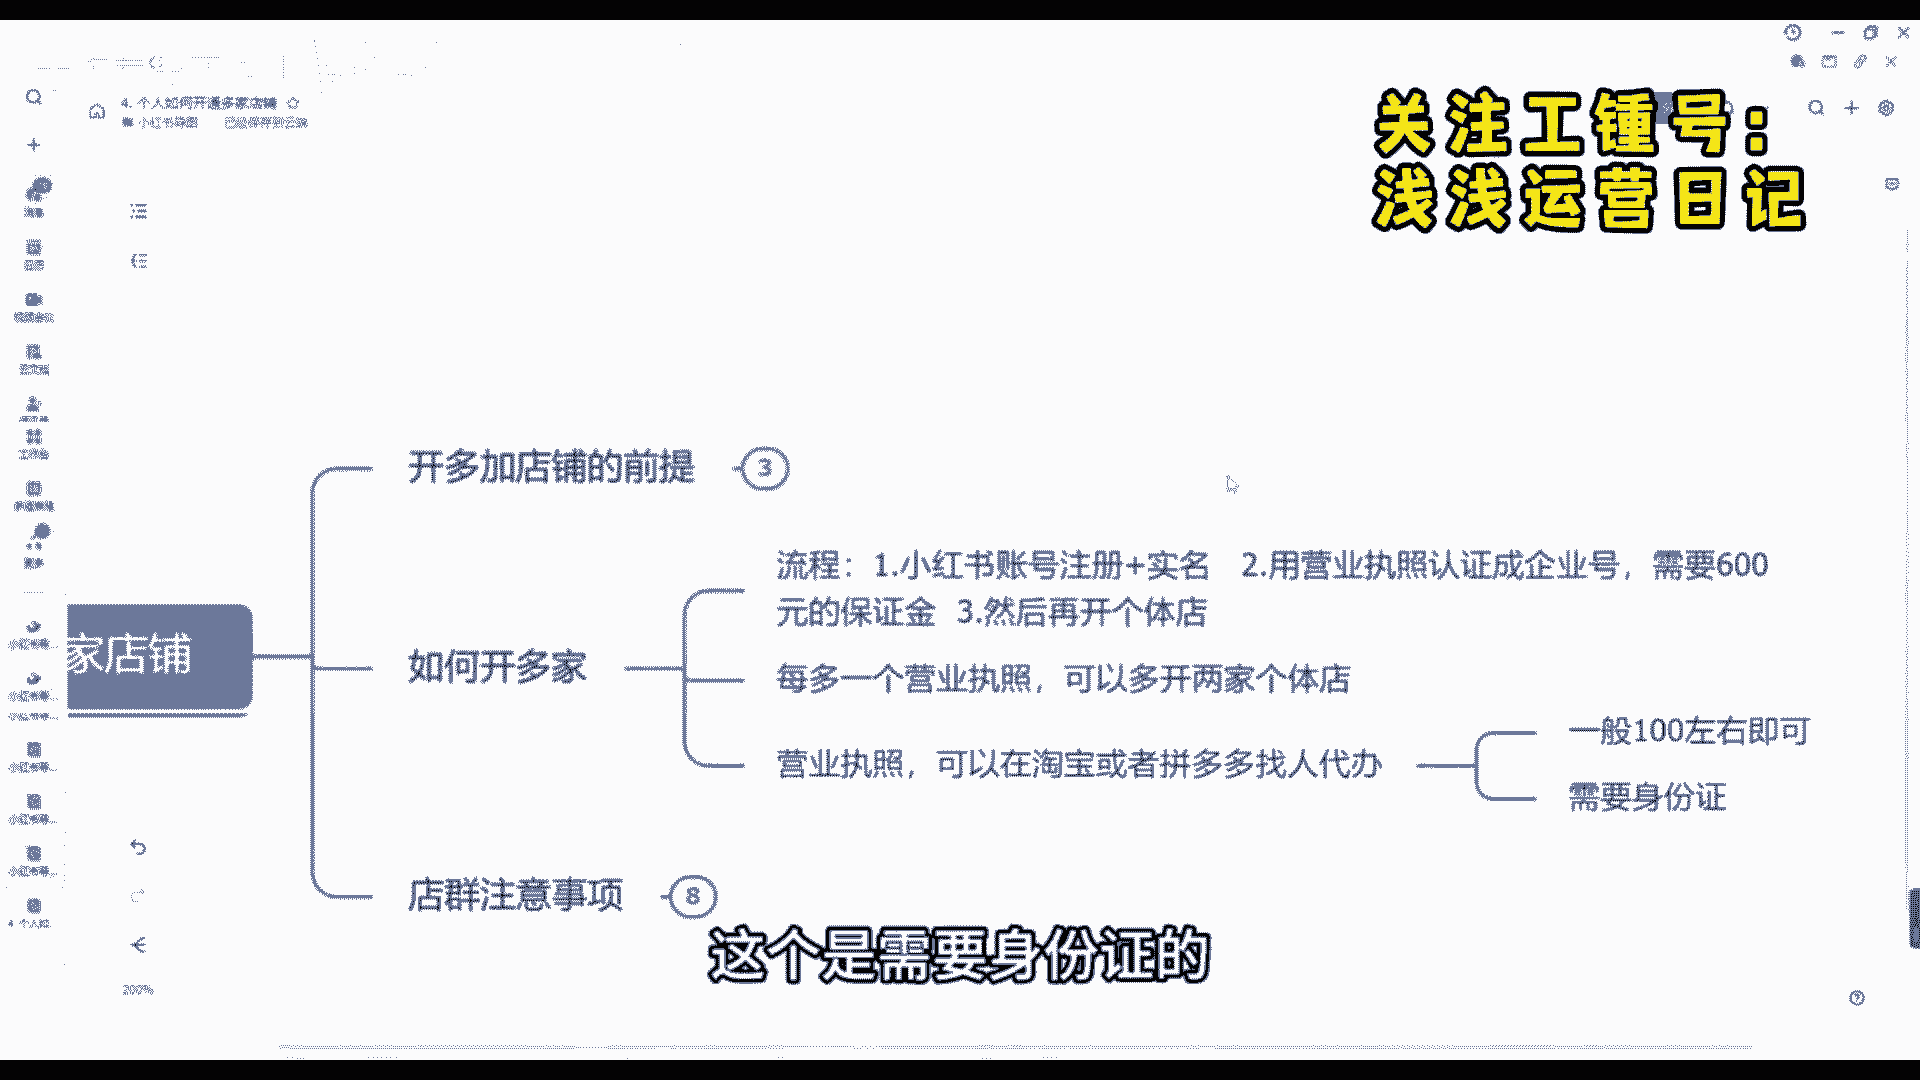 4. 个人如何开通多家店铺
小红书导图 已经保存到云端
关注工锺号：
浅浅运营日记
家店铺
开多加店铺的前提 3
如何开多家
流程：1.小红书账号注册+实名 2.用营业执照认证成企业号，需要600
元的保证金 3.然后再开个体店
每多一个营业执照，可以多开两家个体店
营业执照，可以在淘宝或者拼多多找人代办
一般100左右即可
需要身份证
店群注意事项 8
这个是需要身份证的
200%